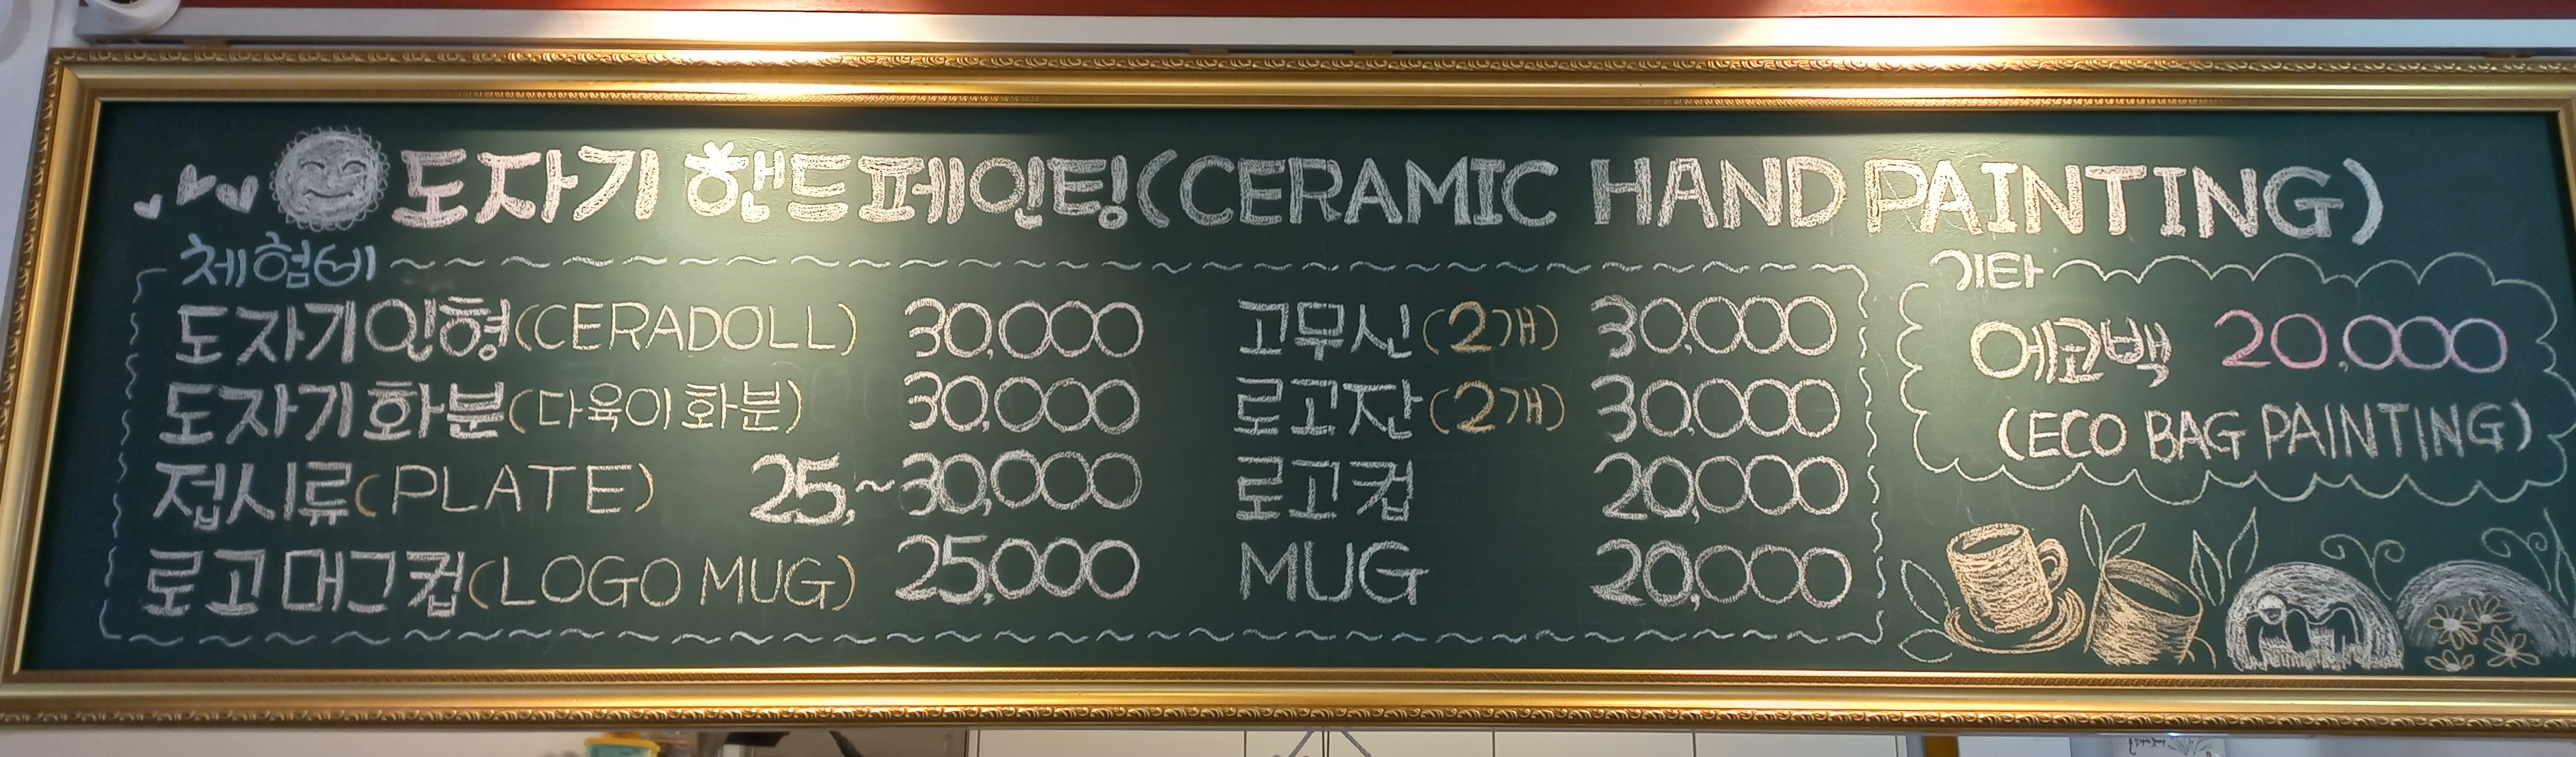 도자기 핸드페인팅(CERAMIC HAND PAINTING)
체험비
도자기인형(CERADOLL) 30,000
도자기화분(다육이화분) 30,000
접시류(PLATE) 25,~30,000
로고머그컵(LOGO MUG) 25,000
고무신(2개) 30,000
로고잔(2개) 30,000
로고컵 20,000
MUG 20,000
기타
에코백 20,000
(ECO BAG PAINTING)